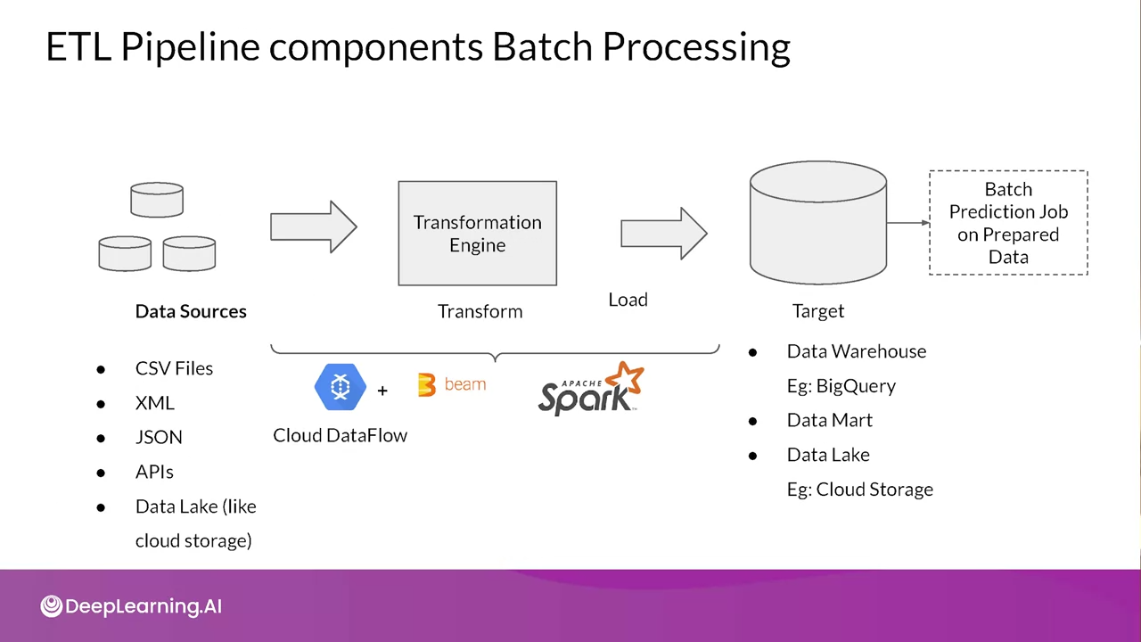 ETL Pipeline components Batch Processing
Transformation
Engine
Batch
Prediction Job
on Prepared
Data
Data Sources
Transform
Load
Target
CSV Files
XML
JSON
APIs
Data Lake (like
cloud storage)
+
beam
APACHE
Spark
Cloud DataFlow
Data Warehouse
Eg: BigQuery
Data Mart
Data Lake
Eg: Cloud Storage
DeepLearning.AI